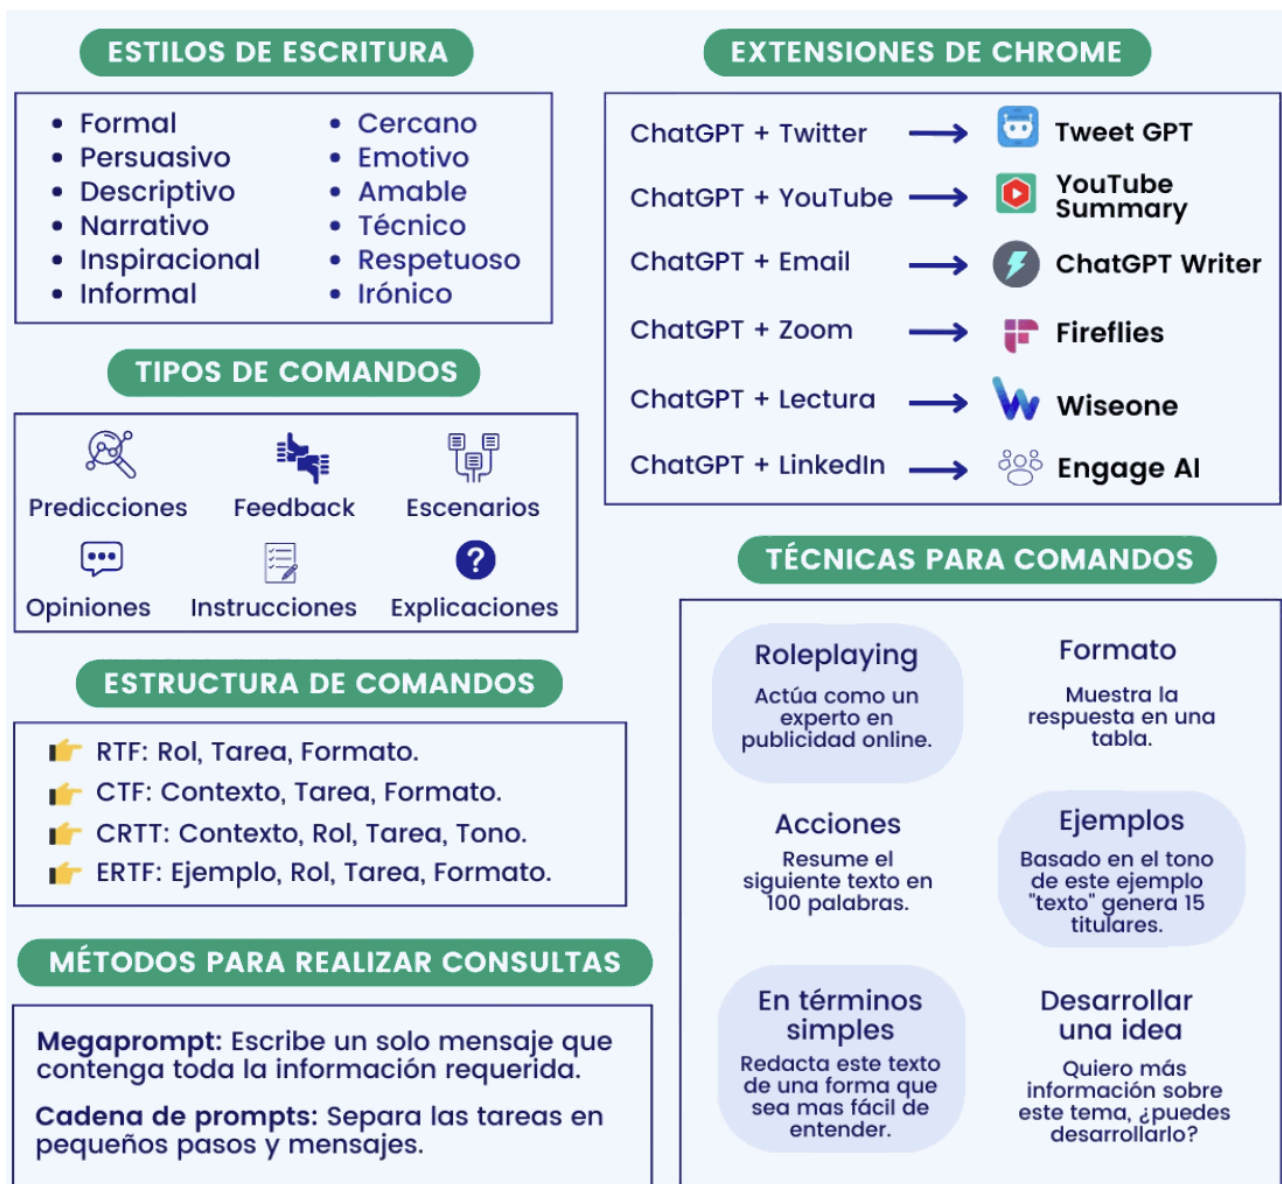 ESTILOS DE ESCRITURA
• Formal
• Persuasivo
• Descriptivo
• Narrativo
• Inspiracional
• Informal
• Cercano
• Emotivo
• Amable
• Técnico
• Respetuoso
• Irónico
TIPOS DE COMANDOS
Predicciones
Feedback
Escenarios
Opiniones
Instrucciones
Explicaciones
ESTRUCTURA DE COMANDOS
RTF: Rol, Tarea, Formato.
CTF: Contexto, Tarea, Formato.
CRTT: Contexto, Rol, Tarea, Tono.
ERTF: Ejemplo, Rol, Tarea, Formato.
MÉTODOS PARA REALIZAR CONSULTAS
Megaprompt: Escribe un solo mensaje que
contenga toda la información requerida.
Cadena de prompts: Separa las tareas en
pequeños pasos y mensajes.
EXTENSIONES DE CHROME
ChatGPT + Twitter → Tweet GPT
ChatGPT + YouTube → YouTube
Summary
ChatGPT + Email → ChatGPT Writer
ChatGPT + Zoom → Fireflies
ChatGPT + Lectura → Wiseone
ChatGPT + LinkedIn → Engage AI
TÉCNICAS PARA COMANDOS
Roleplaying
Actúa como un
experto en
publicidad online.
Formato
Muestra la
respuesta en una
tabla.
Acciones
Resume el
siguiente texto en
100 palabras.
Ejemplos
Basado en el tono
de este ejemplo
"texto" genera 15
titulares.
En términos
simples
Redacta este texto
de una forma que
sea mas fácil de
entender.
Desarrollar
una idea
Quiero más
información sobre
este tema, ¿puedes
desarrollarlo?